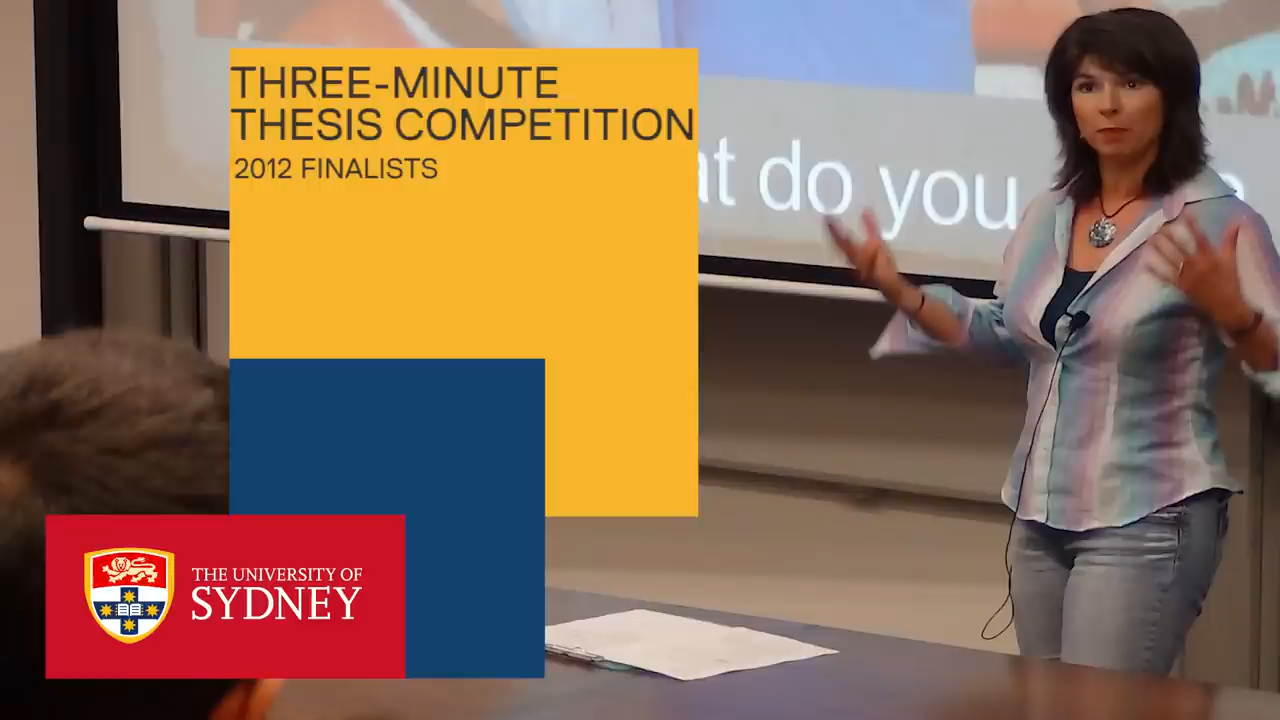 THREE-MINUTE
THESIS COMPETITION
2012 FINALISTS
do you
THE UNIVERSITY OF
SYDNEY